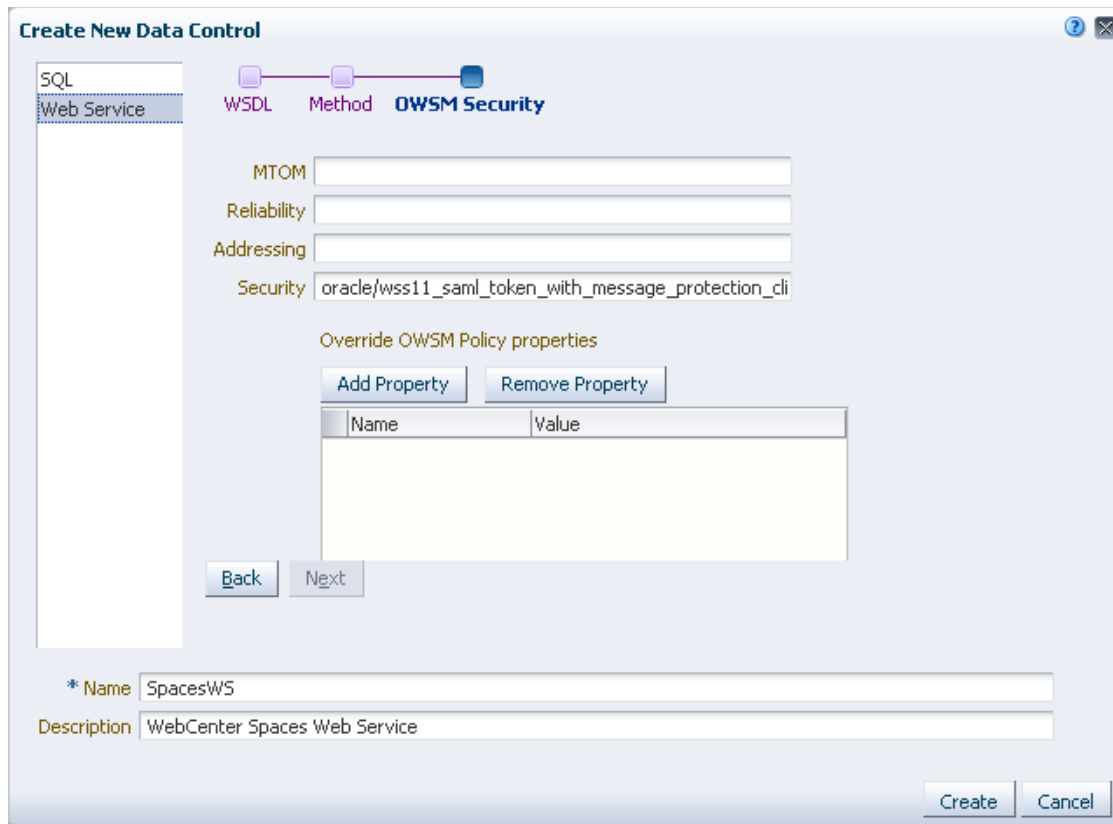 Create New Data Control
SQL
Web Service
WSDL Method OWSM Security
MTOM
Reliability
Addressing
Security oracle/wss11_saml_token_with_message_protection_cli
Override OWSM Policy properties
Add Property Remove Property
Name Value
Back Next
* Name SpacesWS
Description WebCenter Spaces Web Service
Create Cancel